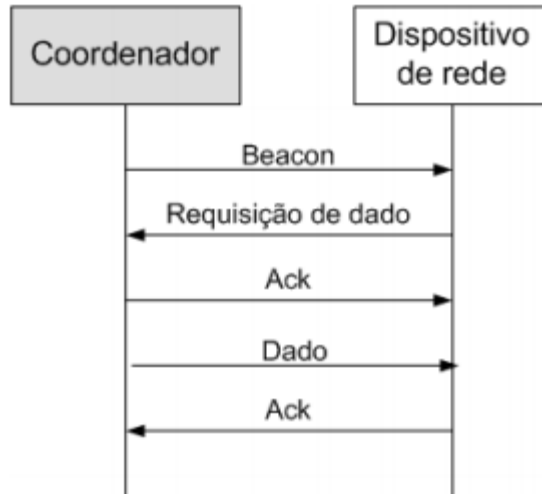 Coordenador
Dispositivo
de rede
Beacon
Requisição de dado
Ack
Dado
Ack